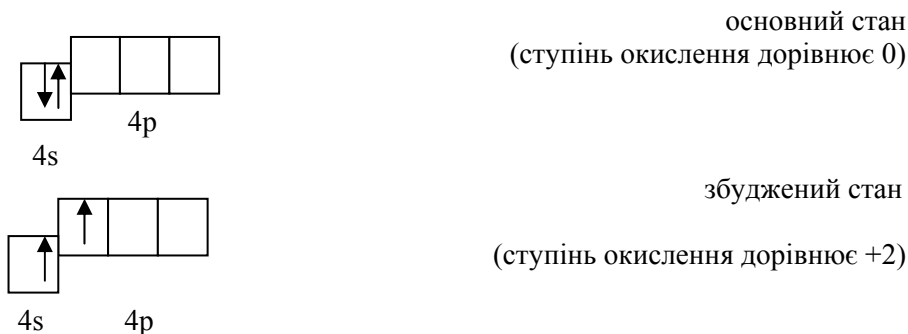 основний стан
(ступінь окислення дорівнює 0)
4p
4s
збуджений стан
(ступінь окислення дорівнює +2)
4s 4p